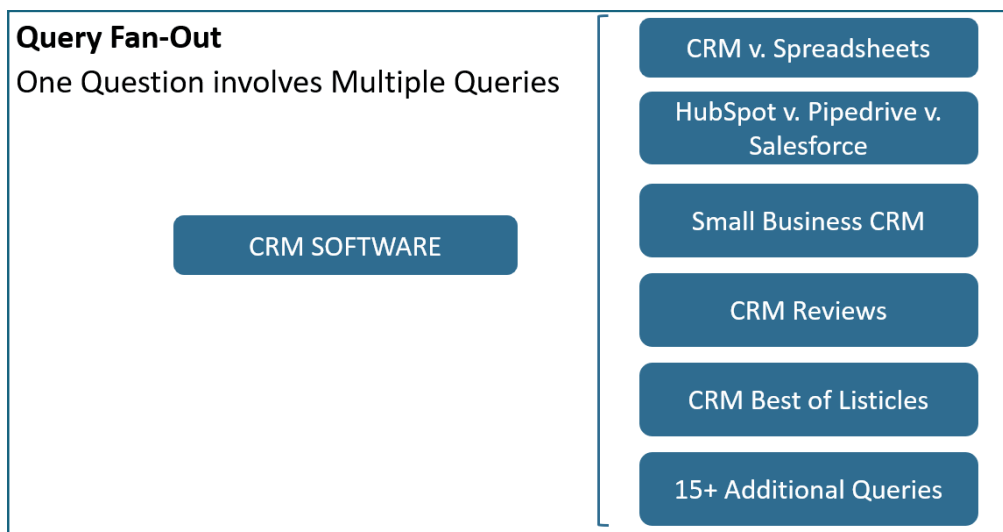 Query Fan-Out
One Question involves Multiple Queries
CRM SOFTWARE
CRM v. Spreadsheets
HubSpot v. Pipedrive v.
Salesforce
Small Business CRM
CRM Reviews
CRM Best of Listicles
15+ Additional Queries